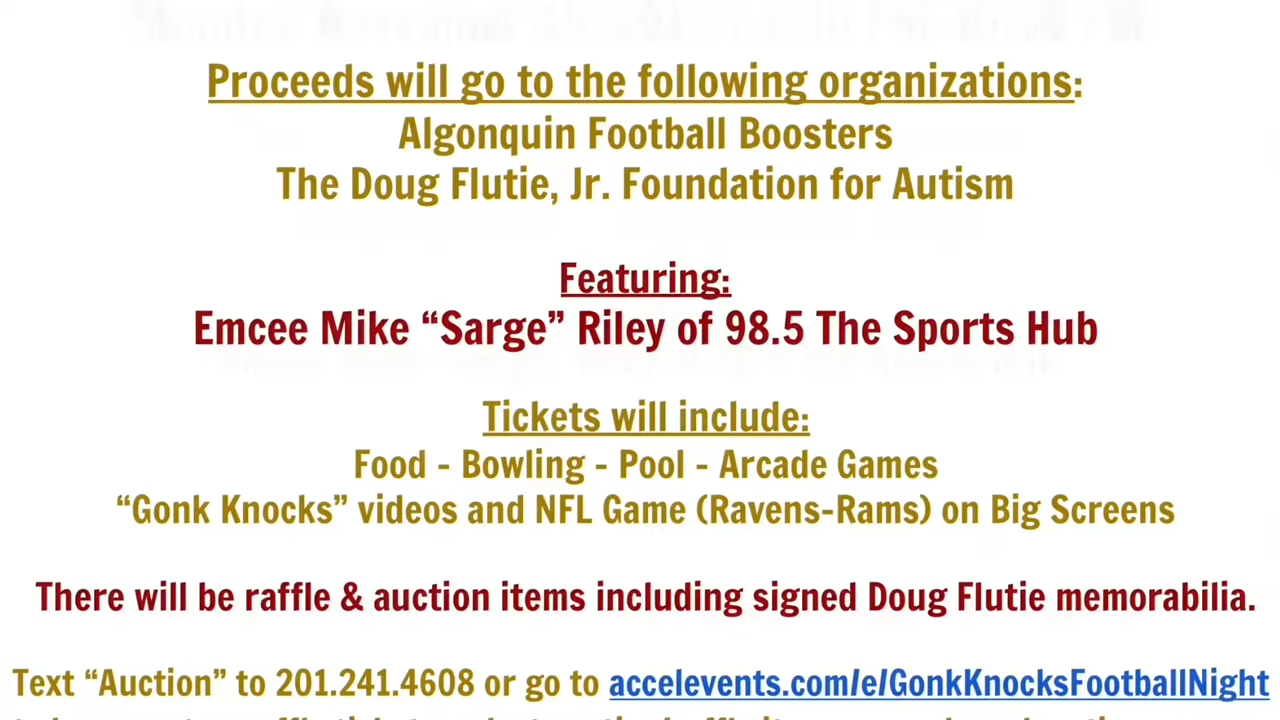 Proceeds will go to the following organizations:
Algonquin Football Boosters
The Doug Flutie, Jr. Foundation for Autism
Featuring:
Emcee Mike “Sarge” Riley of 98.5 The Sports Hub
Tickets will include:
Food - Bowling - Pool - Arcade Games
“Gonk Knocks” videos and NFL Game (Ravens-Rams) on Big Screens
There will be raffle & auction items including signed Doug Flutie memorabilia.
Text “Auction” to 201.241.4608 or go to accelevents.com/e/GonkKnocksFootballNight